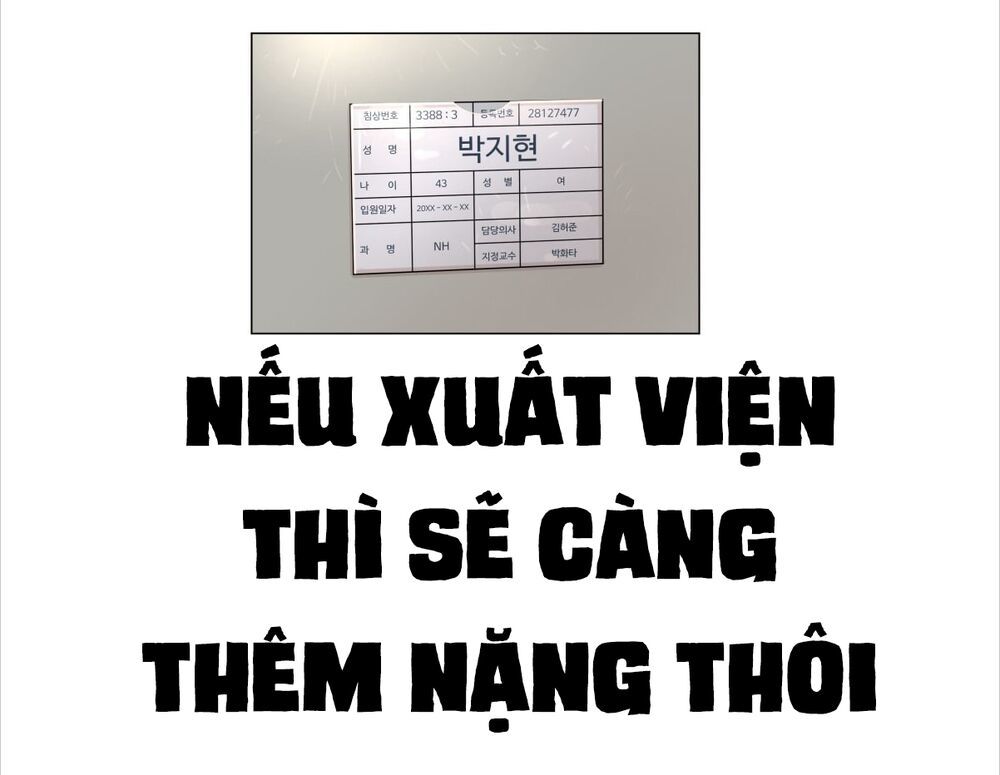 침상번호 3388 : 3 등록번호 28127477
성 명 박지현
나 이 43 성 별 여
입원일자 20XX - XX - XX
담당의사 김허준
과 명 NH
지정교수 박화타
NẾU XUẤT VIỆN
THÌ SẼ CÀNG
THÊM NẶNG THÔI